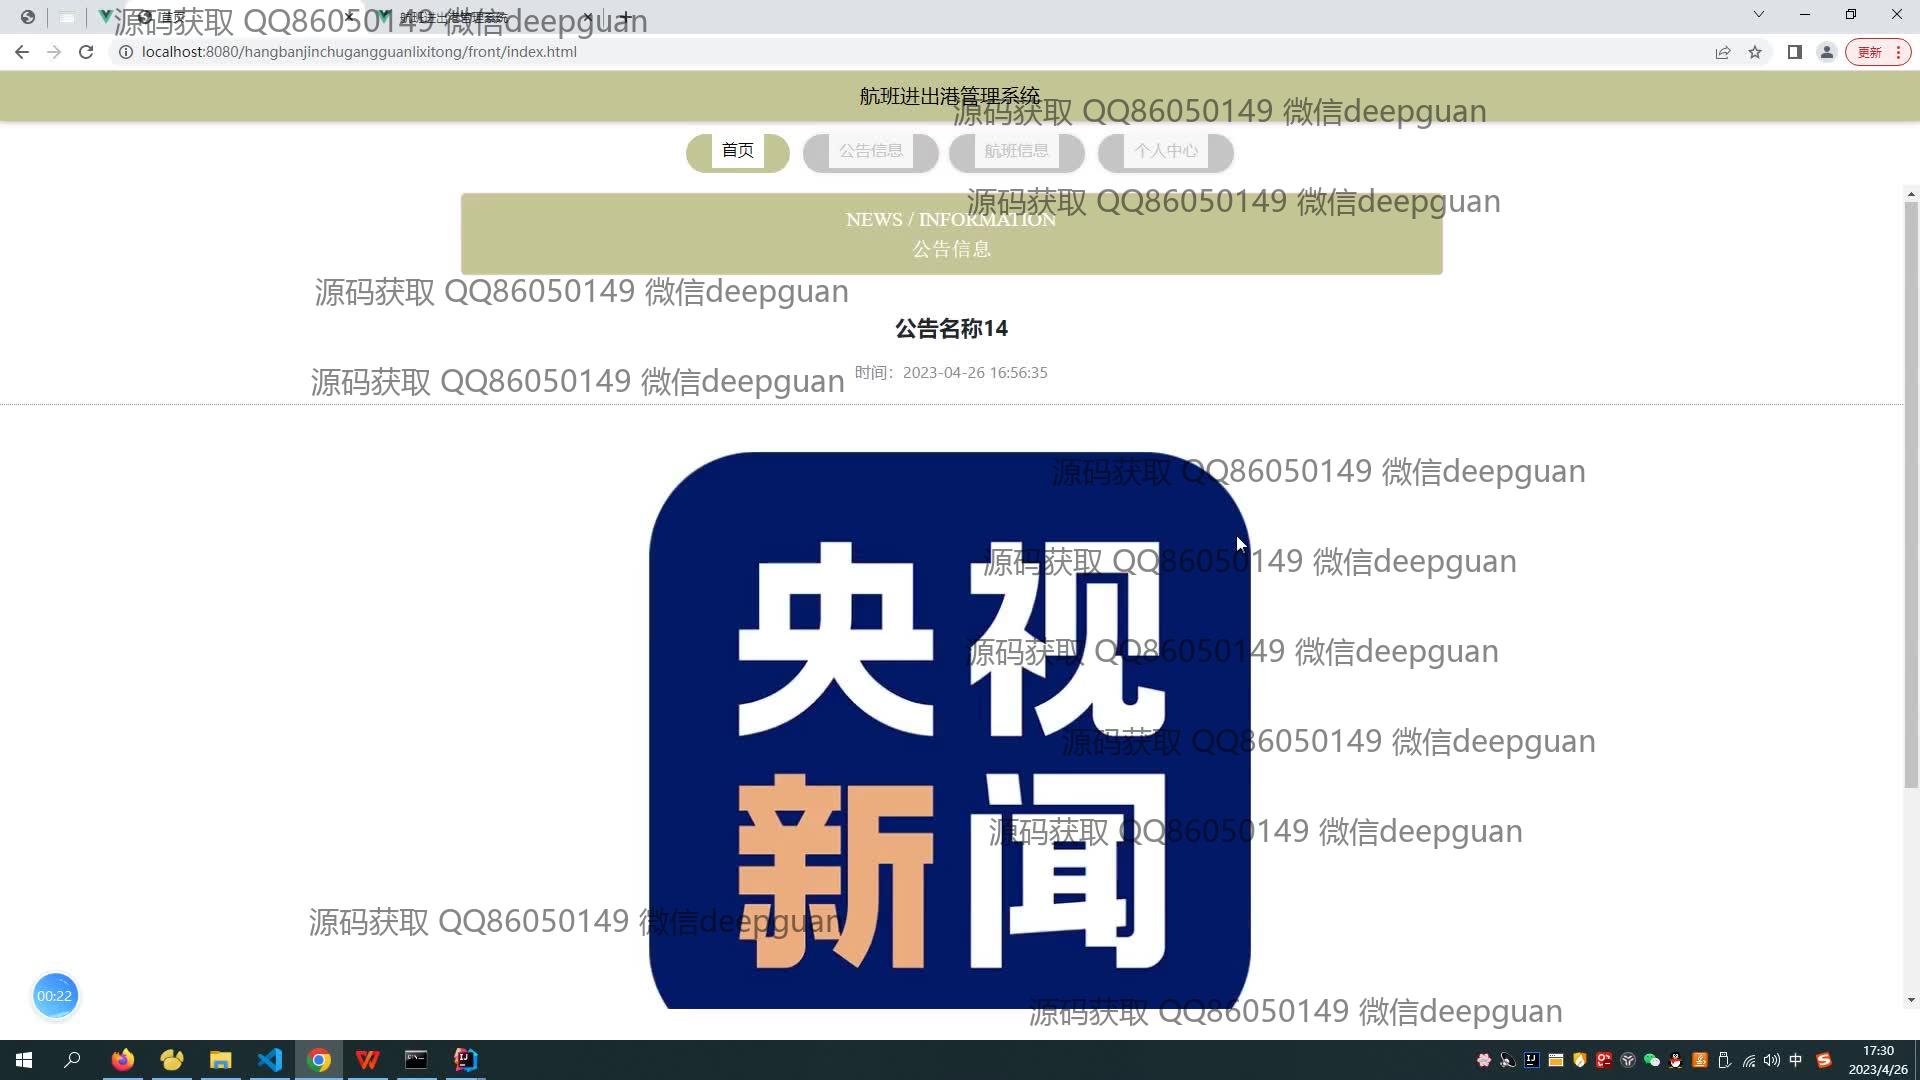 首页
航班进出港管理系统
源码获取 QQ86050149 微信deepguan
localhost:8080/hangbanjinchugangguanlixitong/front/index.html
更新
航班进出港管理系统
源码获取 QQ86050149 微信deepguan
首页
公告信息
航班信息
个人中心
源码获取 QQ86050149 微信deepguan
NEWS / INFORMATION
公告信息
源码获取 QQ86050149 微信deepguan
公告名称14
源码获取 QQ86050149 微信deepguan
时间：2023-04-26 16:56:35
源码获取 QQ86050149 微信deepguan
央视
源码获取 QQ86050149 微信deepguan
源码获取 QQ86050149 微信deepguan
源码获取 QQ86050149 微信deepguan
新闻
源码获取 QQ86050149 微信deepguan
源码获取 QQ86050149 微信deepguan
00:22
源码获取 QQ86050149 微信deepguan
中
17:30
2023/4/26